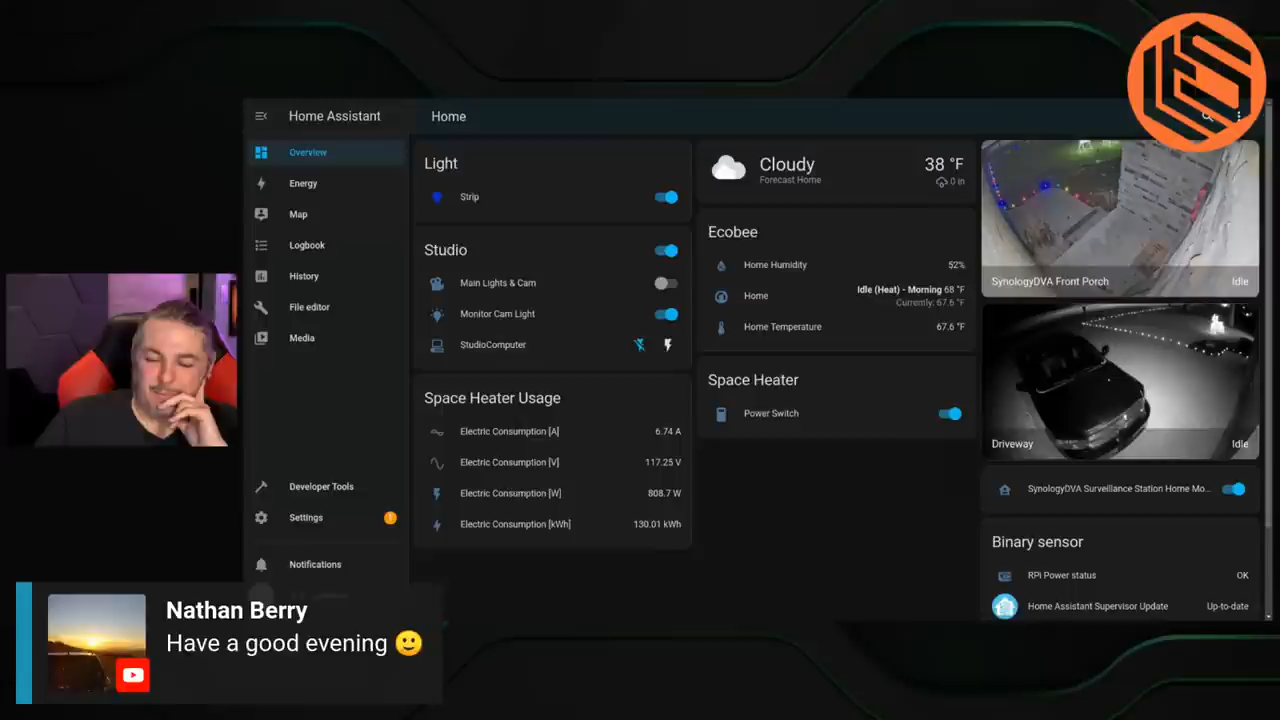 Home Assistant
Home
Overview
Energy
Map
Logbook
History
File editor
Media
Developer Tools
Settings
Notifications
Light
Strip
Studio
Main Lights & Cam
Monitor Cam Light
StudioComputer
Space Heater Usage
Electric Consumption [A] 6.74 A
Electric Consumption [V] 117.25 V
Electric Consumption [W] 808.7 W
Electric Consumption [kWh] 130.01 kWh
Cloudy 38 °F
Forecast Home 0 in
Ecobee
Home Humidity 52%
Home Idle (Heat) - Morning 68 °F
Currently: 67.6 °F
Home Temperature 67.6 °F
Space Heater
Power Switch
SynologyDVA Front Porch Idle
Driveway Idle
SynologyDVA Surveillance Station Home Mo...
Binary sensor
RPi Power status OK
Home Assistant Supervisor Update Up-to-date
Nathan Berry
Have a good evening 🙂